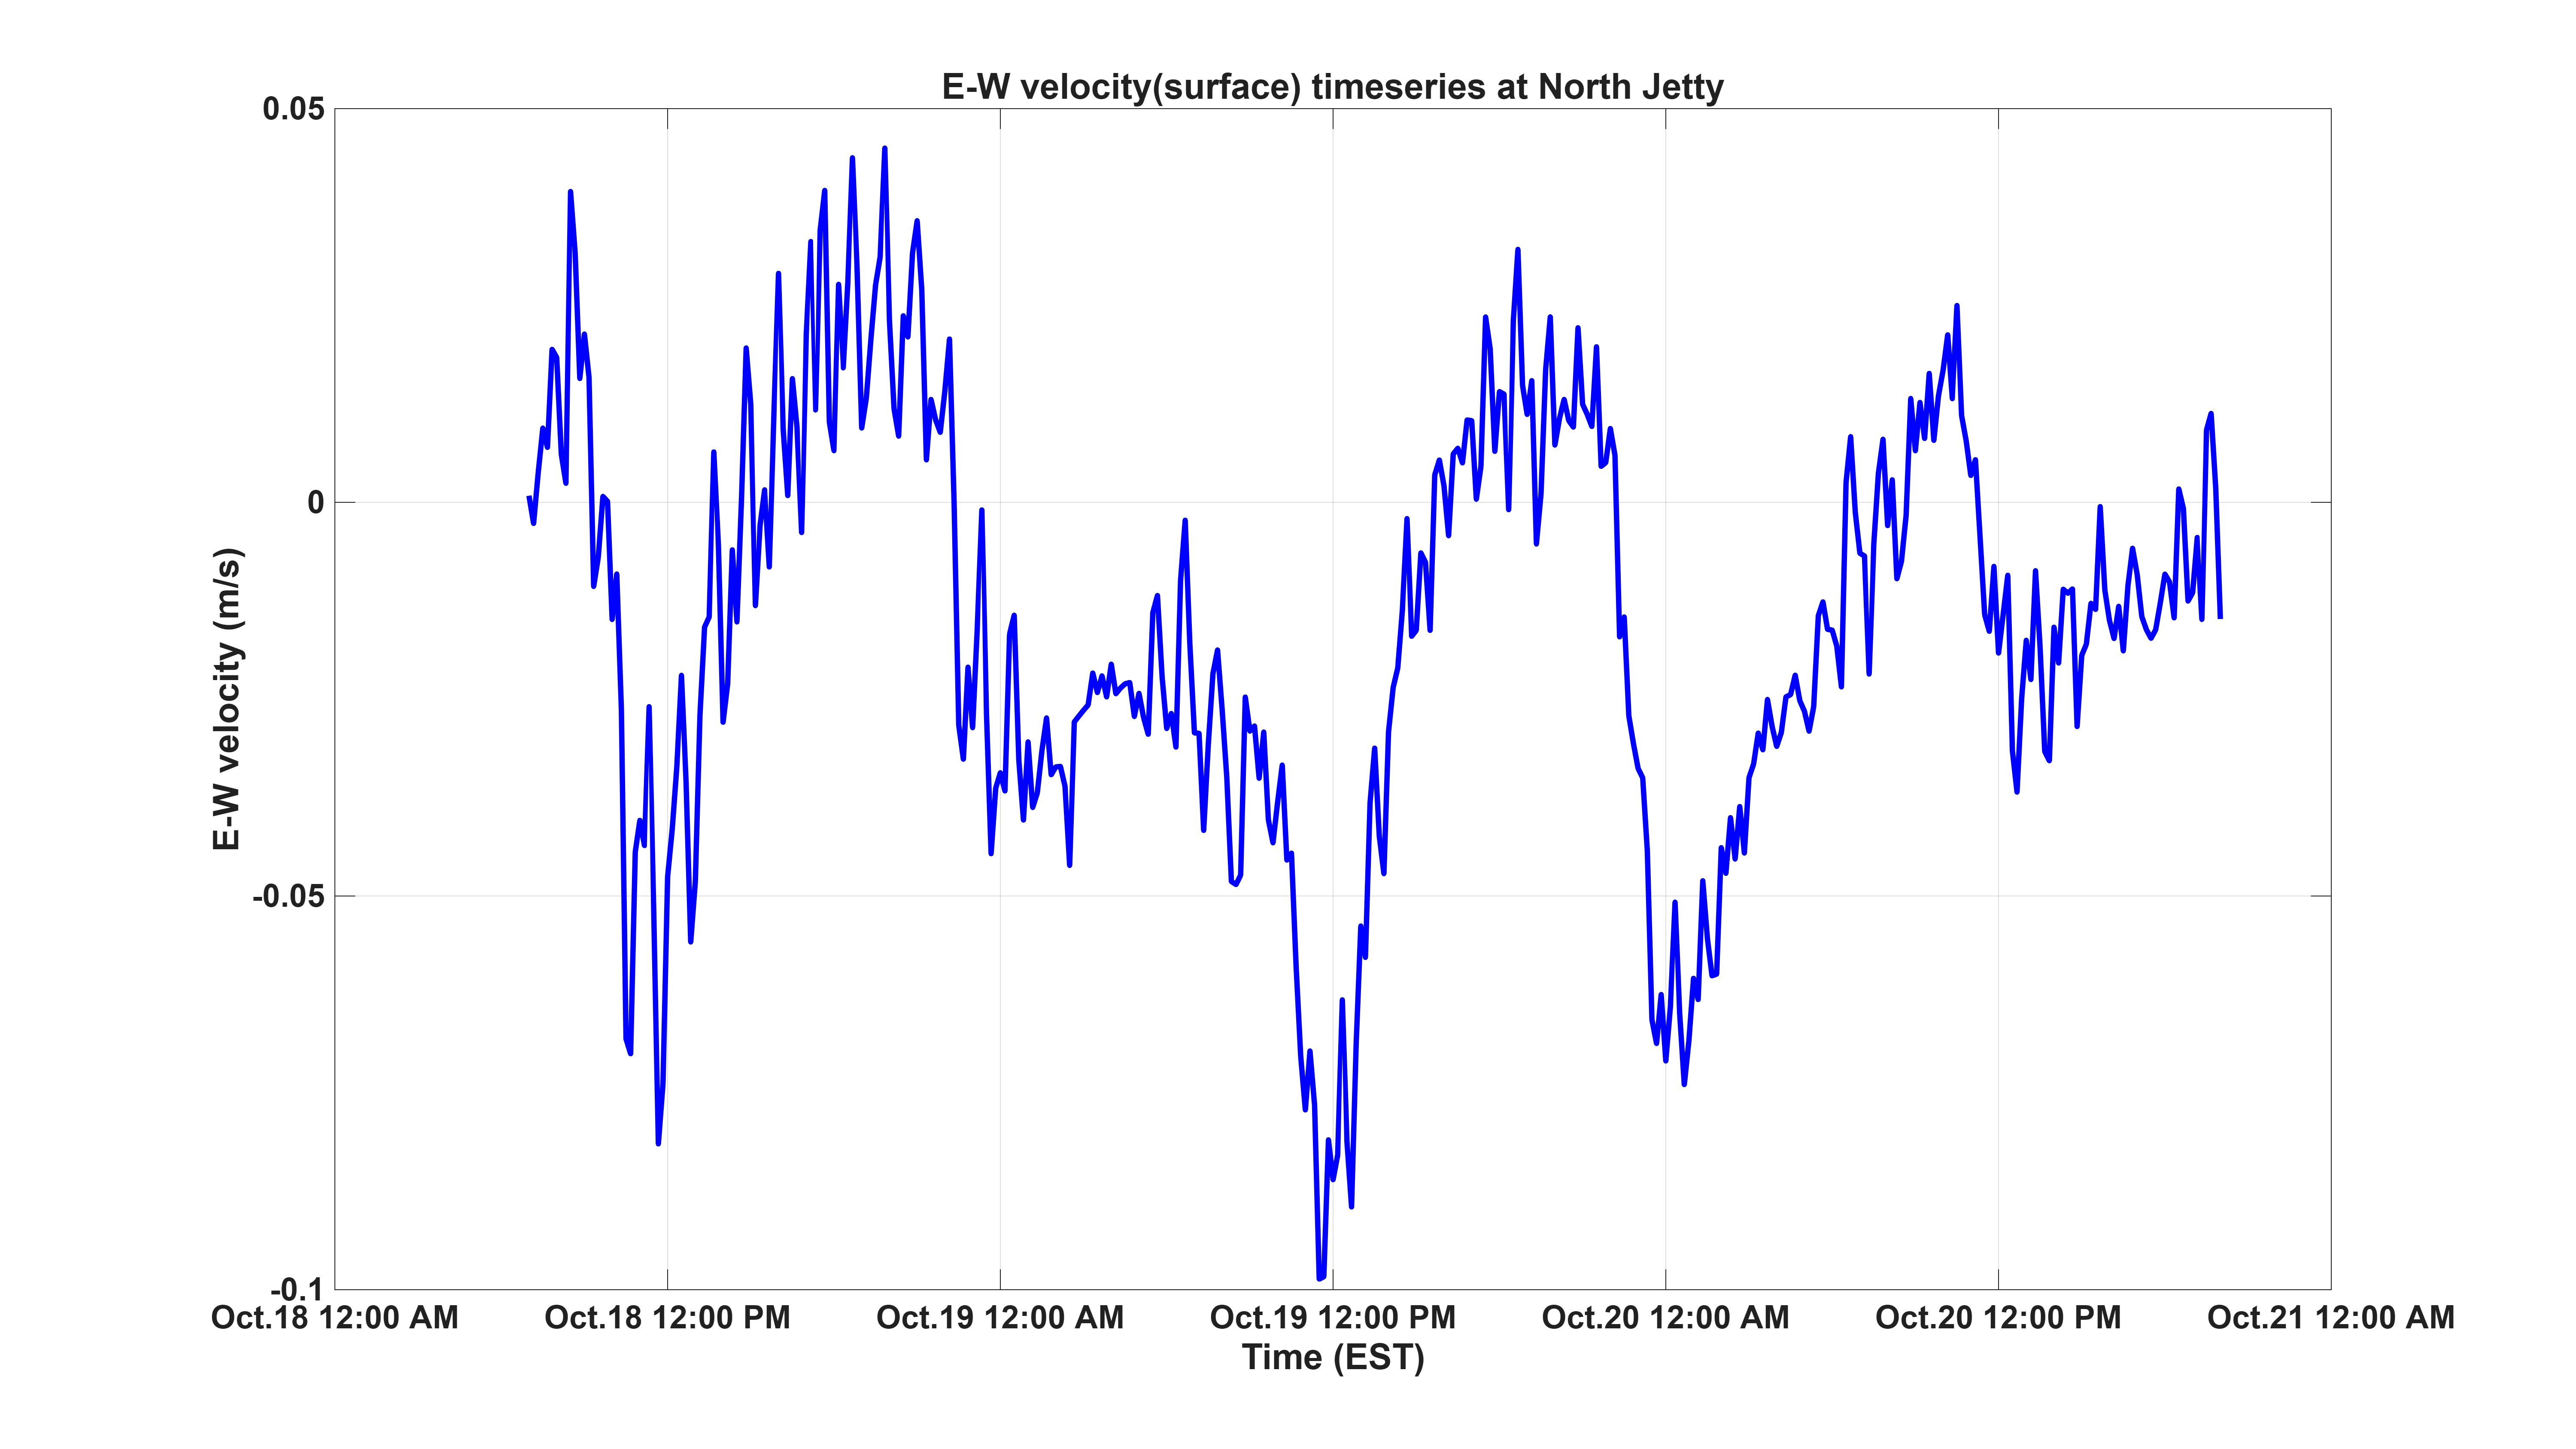 E-W velocity(surface) timeseries at North Jetty
0.05
0
-0.05
-0.1
E-W velocity (m/s)
Oct.18 12:00 AM Oct.18 12:00 PM Oct.19 12:00 AM Oct.19 12:00 PM Oct.20 12:00 AM Oct.20 12:00 PM Oct.21 12:00 AM
Time (EST)